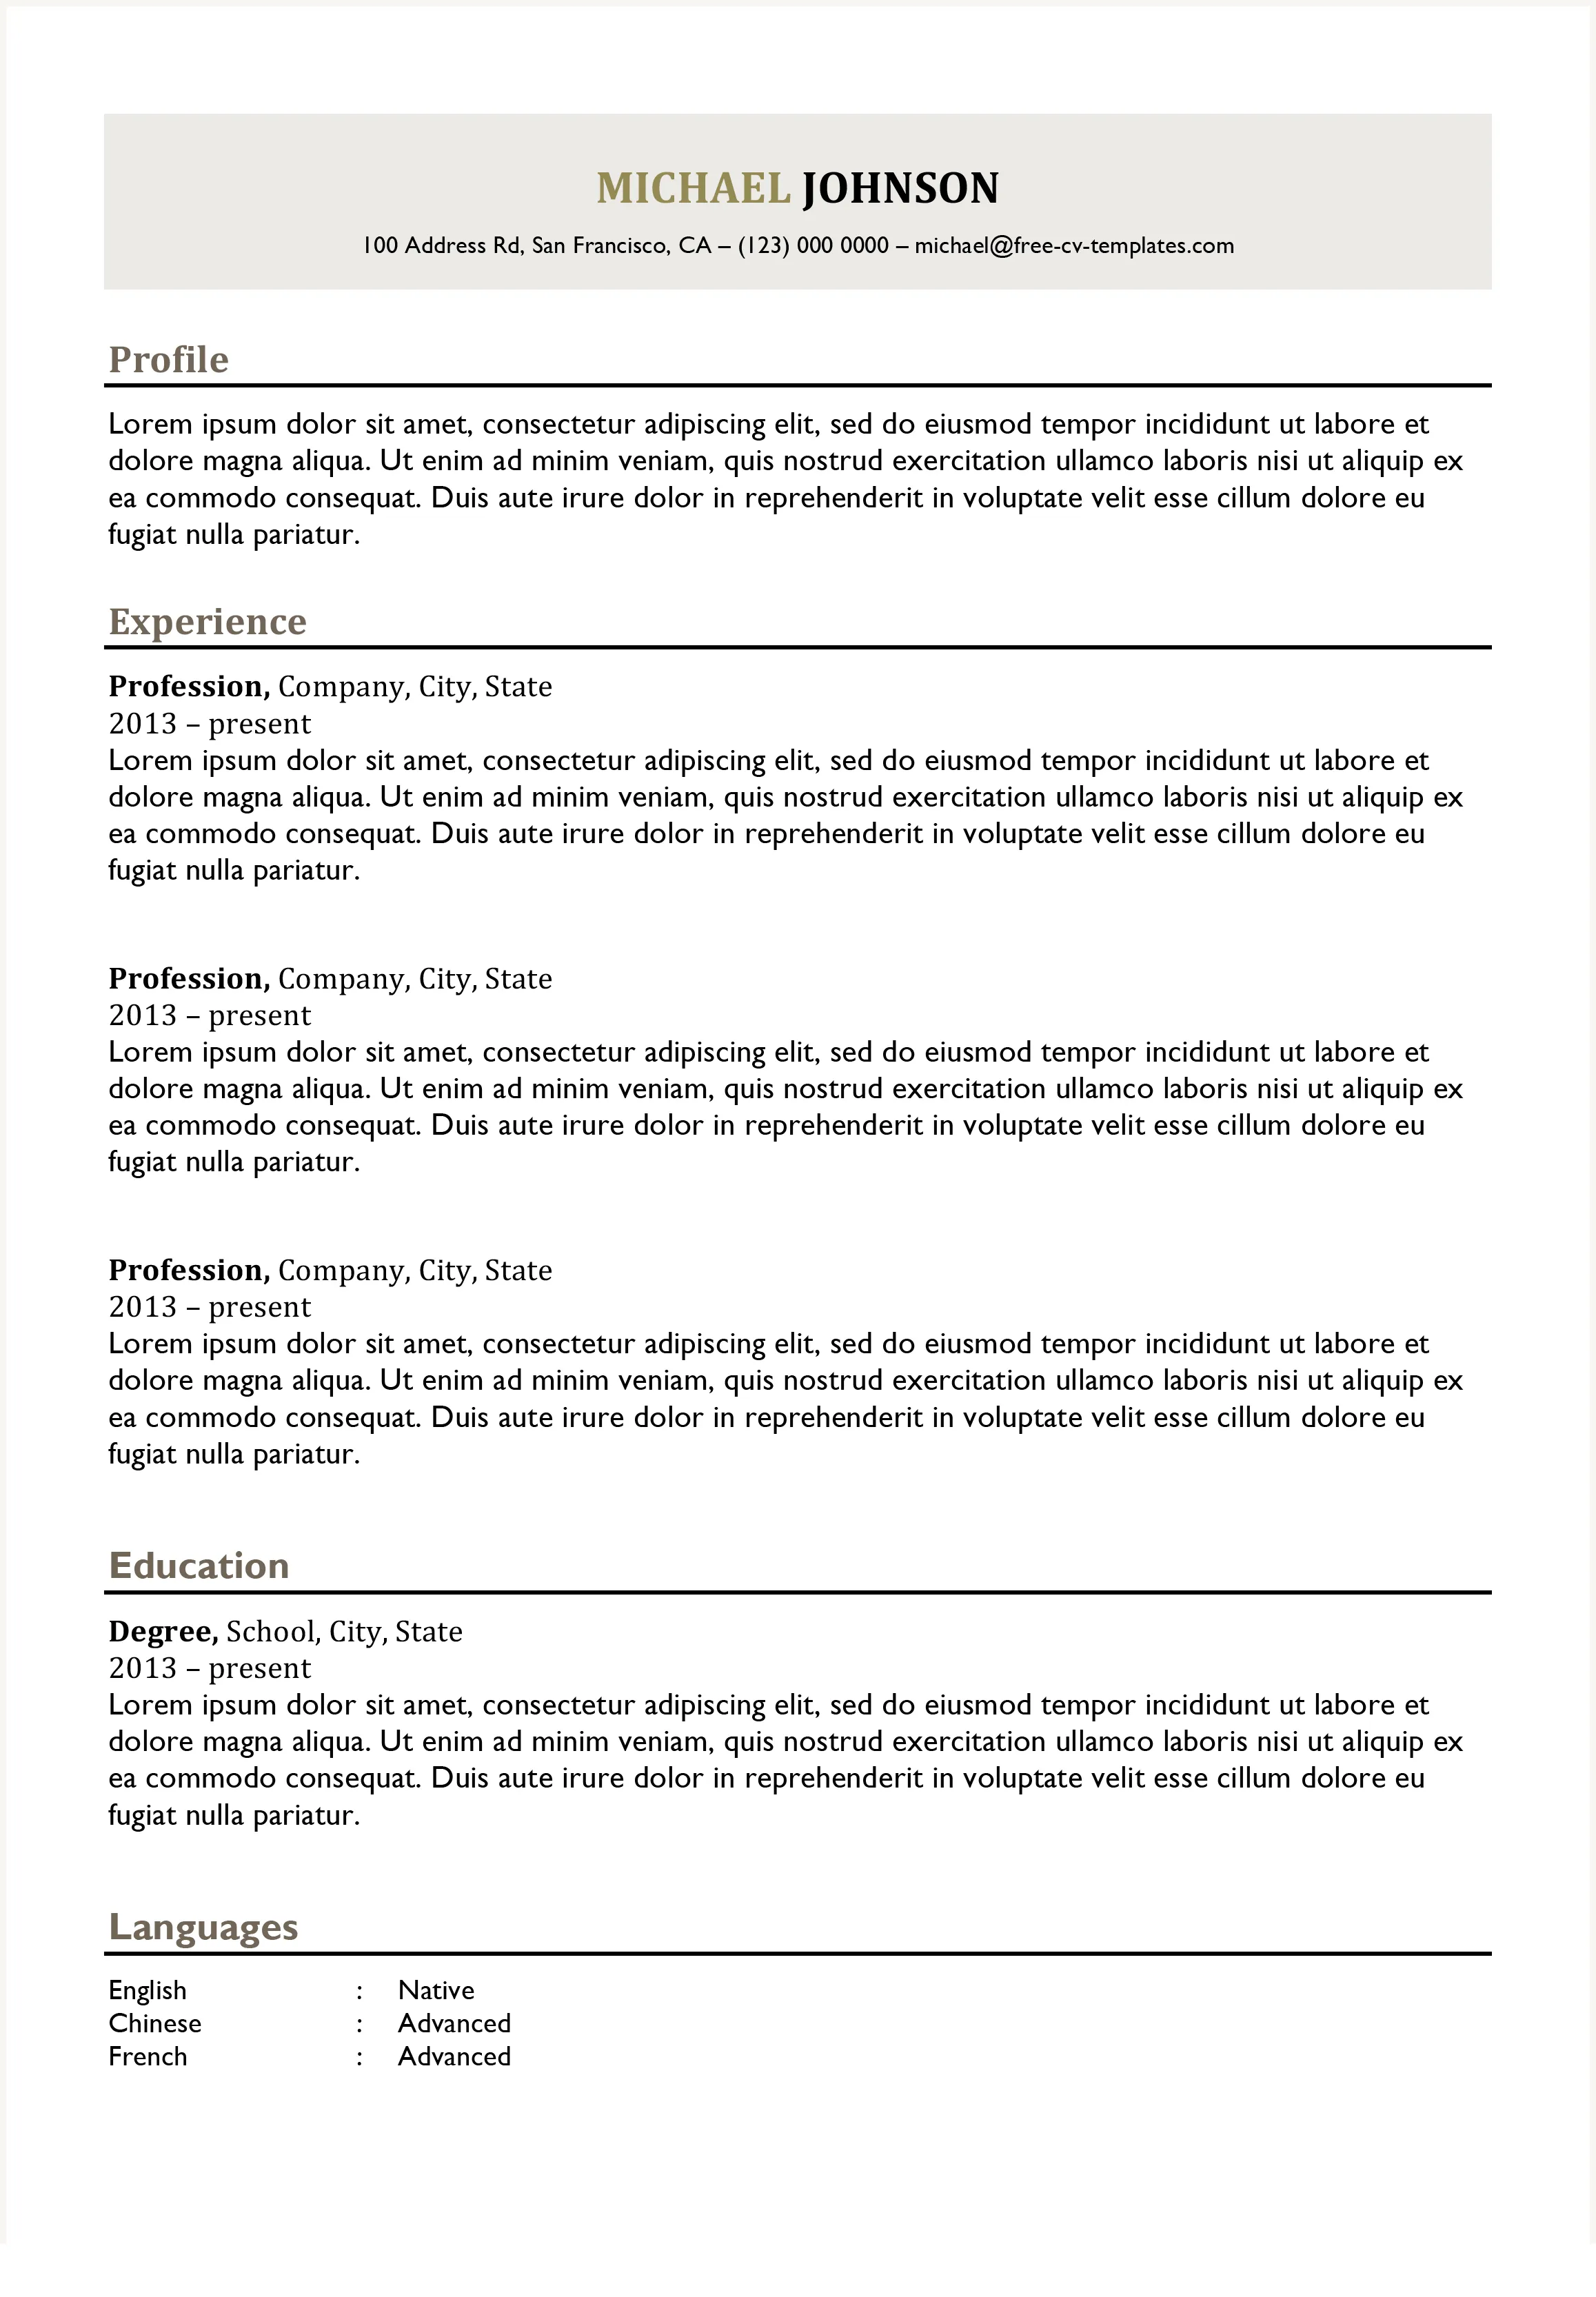 MICHAEL JOHNSON
100 Address Rd, San Francisco, CA – (123) 000 0000 – michael@free-cv-templates.com
Profile
Lorem ipsum dolor sit amet, consectetur adipiscing elit, sed do eiusmod tempor incididunt ut labore et
dolore magna aliqua. Ut enim ad minim veniam, quis nostrud exercitation ullamco laboris nisi ut aliquip ex
ea commodo consequat. Duis aute irure dolor in reprehenderit in voluptate velit esse cillum dolore eu
fugiat nulla pariatur.
Experience
Profession, Company, City, State
2013 – present
Lorem ipsum dolor sit amet, consectetur adipiscing elit, sed do eiusmod tempor incididunt ut labore et
dolore magna aliqua. Ut enim ad minim veniam, quis nostrud exercitation ullamco laboris nisi ut aliquip ex
ea commodo consequat. Duis aute irure dolor in reprehenderit in voluptate velit esse cillum dolore eu
fugiat nulla pariatur.
Profession, Company, City, State
2013 – present
Lorem ipsum dolor sit amet, consectetur adipiscing elit, sed do eiusmod tempor incididunt ut labore et
dolore magna aliqua. Ut enim ad minim veniam, quis nostrud exercitation ullamco laboris nisi ut aliquip ex
ea commodo consequat. Duis aute irure dolor in reprehenderit in voluptate velit esse cillum dolore eu
fugiat nulla pariatur.
Profession, Company, City, State
2013 – present
Lorem ipsum dolor sit amet, consectetur adipiscing elit, sed do eiusmod tempor incididunt ut labore et
dolore magna aliqua. Ut enim ad minim veniam, quis nostrud exercitation ullamco laboris nisi ut aliquip ex
ea commodo consequat. Duis aute irure dolor in reprehenderit in voluptate velit esse cillum dolore eu
fugiat nulla pariatur.
Education
Degree, School, City, State
2013 – present
Lorem ipsum dolor sit amet, consectetur adipiscing elit, sed do eiusmod tempor incididunt ut labore et
dolore magna aliqua. Ut enim ad minim veniam, quis nostrud exercitation ullamco laboris nisi ut aliquip ex
ea commodo consequat. Duis aute irure dolor in reprehenderit in voluptate velit esse cillum dolore eu
fugiat nulla pariatur.
Languages
English : Native
Chinese : Advanced
French : Advanced